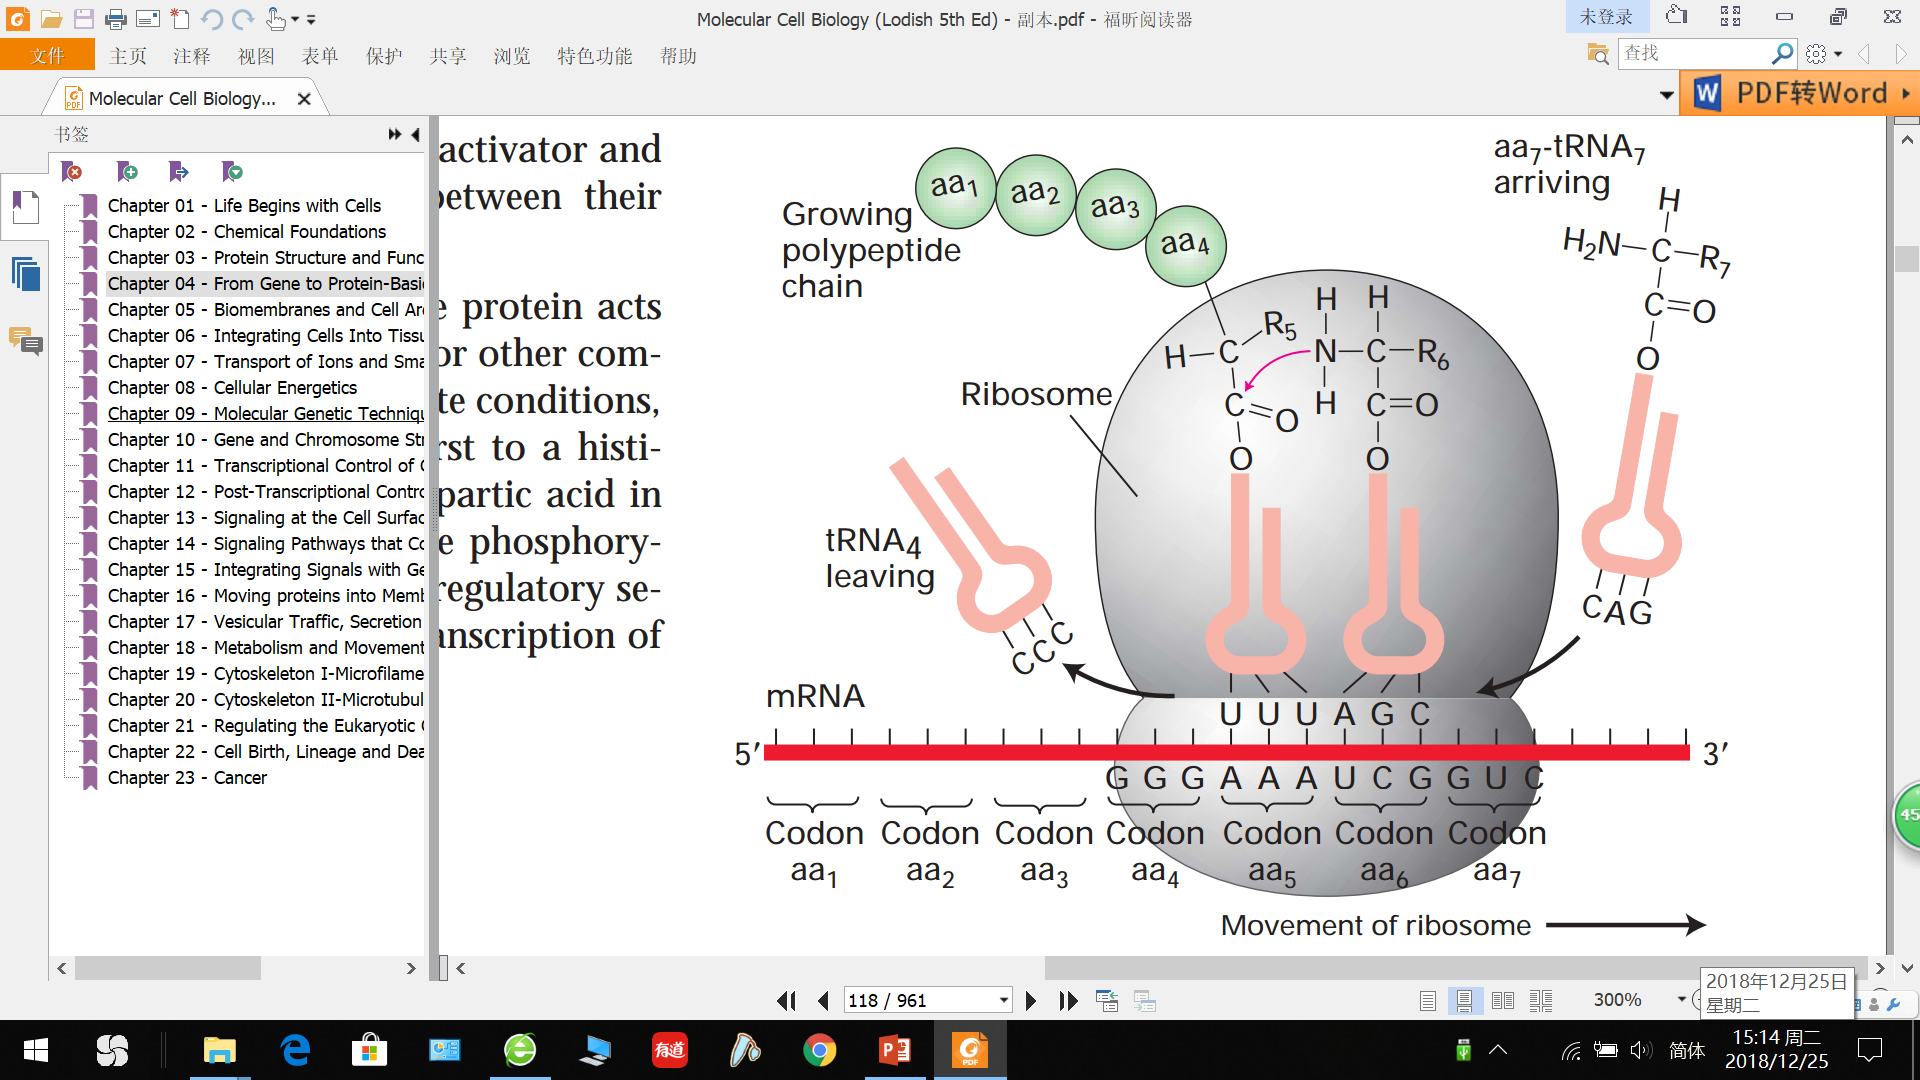 Molecular Cell Biology (Lodish 5th Ed) - 副本.pdf - 福昕阅读器
未登录
文件
主页
注释
视图
表单
保护
共享
浏览
特色功能
帮助
查找
Molecular Cell Biology...
PDF转Word
书签
Chapter 01 - Life Begins with Cells
Chapter 02 - Chemical Foundations
Chapter 03 - Protein Structure and Func
Chapter 04 - From Gene to Protein-Basi
Chapter 05 - Biomembranes and Cell Ar
Chapter 06 - Integrating Cells Into Tissu
Chapter 07 - Transport of Ions and Sma
Chapter 08 - Cellular Energetics
Chapter 09 - Molecular Genetic Techniqu
Chapter 10 - Gene and Chromosome Str
Chapter 11 - Transcriptional Control of G
Chapter 12 - Post-Transcriptional Contro
Chapter 13 - Signaling at the Cell Surfac
Chapter 14 - Signaling Pathways that Co
Chapter 15 - Integrating Signals with Ge
Chapter 16 - Moving proteins into Memb
Chapter 17 - Vesicular Traffic, Secretion
Chapter 18 - Metabolism and Movement
Chapter 19 - Cytoskeleton I-Microfilame
Chapter 20 - Cytoskeleton II-Microtubul
Chapter 21 - Regulating the Eukaryotic C
Chapter 22 - Cell Birth, Lineage and Dea
Chapter 23 - Cancer
activator and
between their
e protein acts
or other com-
te conditions,
rst to a histi-
partic acid in
e phosphory-
regulatory se-
anscription of
Growing
polypeptide
chain
aa1 aa2 aa3 aa4
aa7-tRNA7
arriving
H
H2N C R7
C O
O
CAG
Ribosome
H H
R5
H C N C R6
C O H C O
O O
tRNA4
leaving
CCC
mRNA
U U U A G C
5′ 3′
G G G A A A U C G G U C
Codon Codon Codon Codon Codon Codon Codon
aa1 aa2 aa3 aa4 aa5 aa6 aa7
Movement of ribosome
118 / 961
300%
2018年12月25日
星期二
45
有道
简体
15:14 周二
2018/12/25